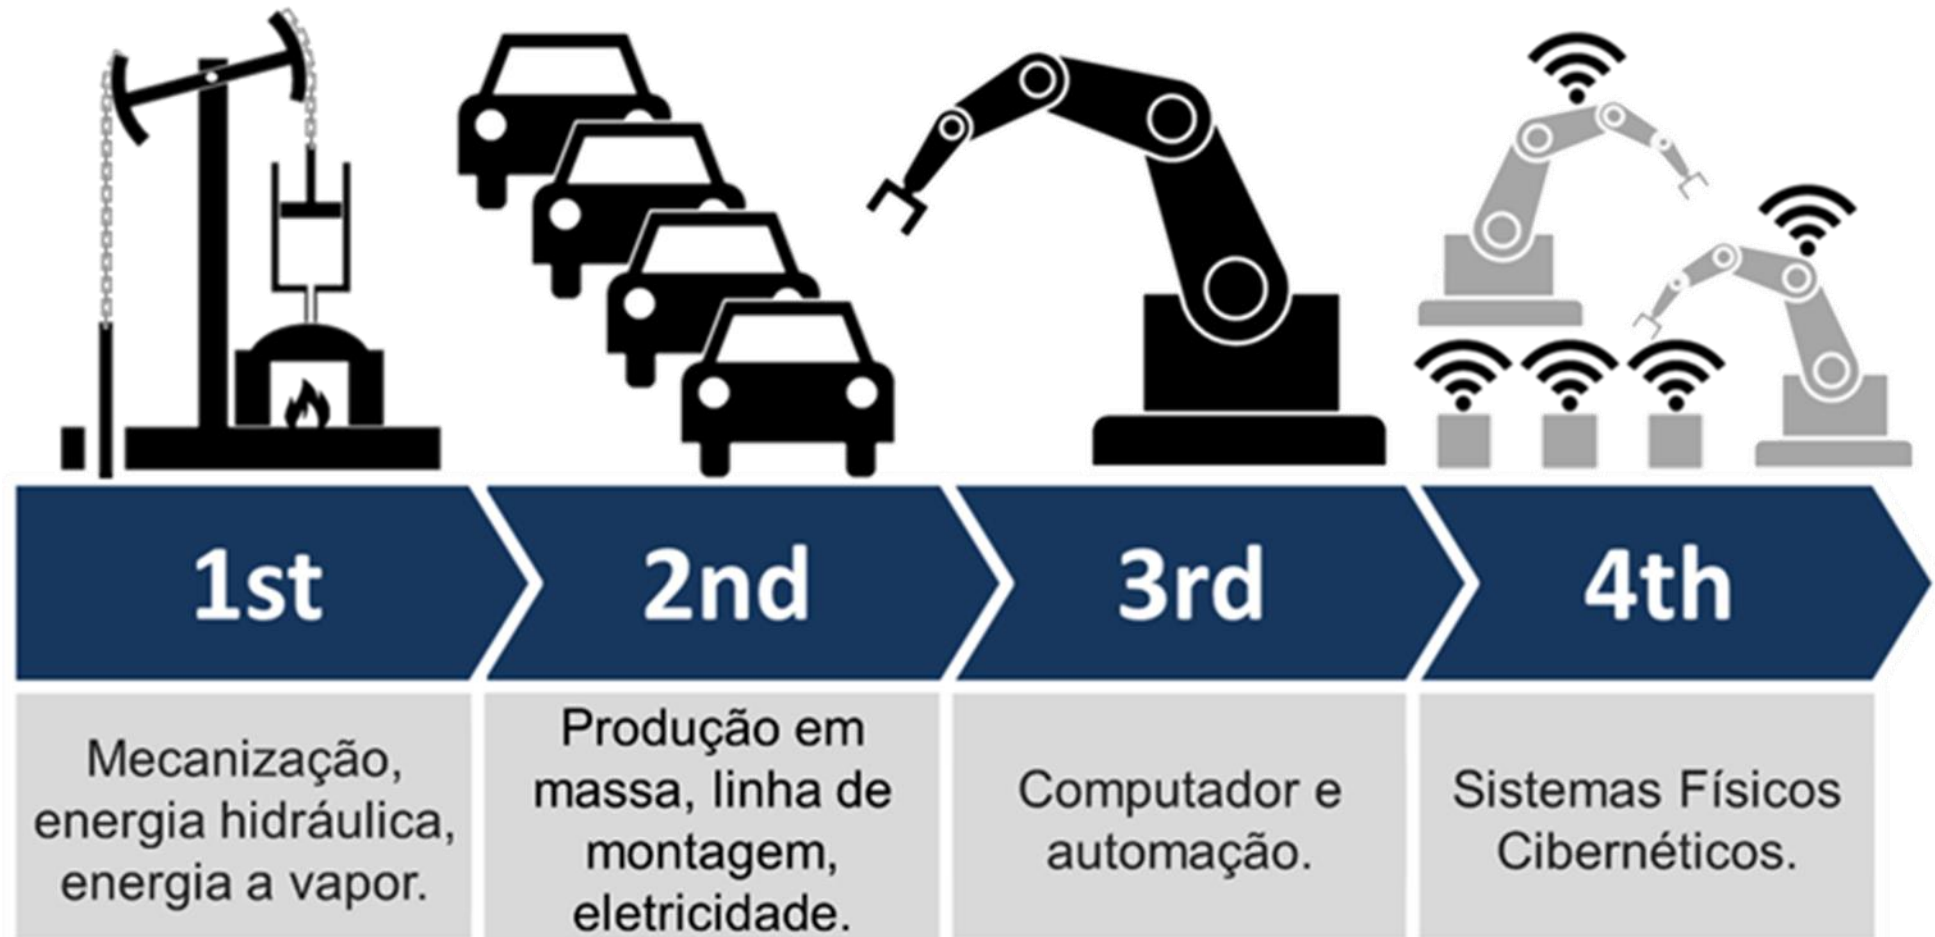 1st
2nd
3rd
4th
Mecanização,
energia hidráulica,
energia a vapor.
Produção em
massa, linha de
montagem,
eletricidade.
Computador e
automação.
Sistemas Físicos
Cibernéticos.